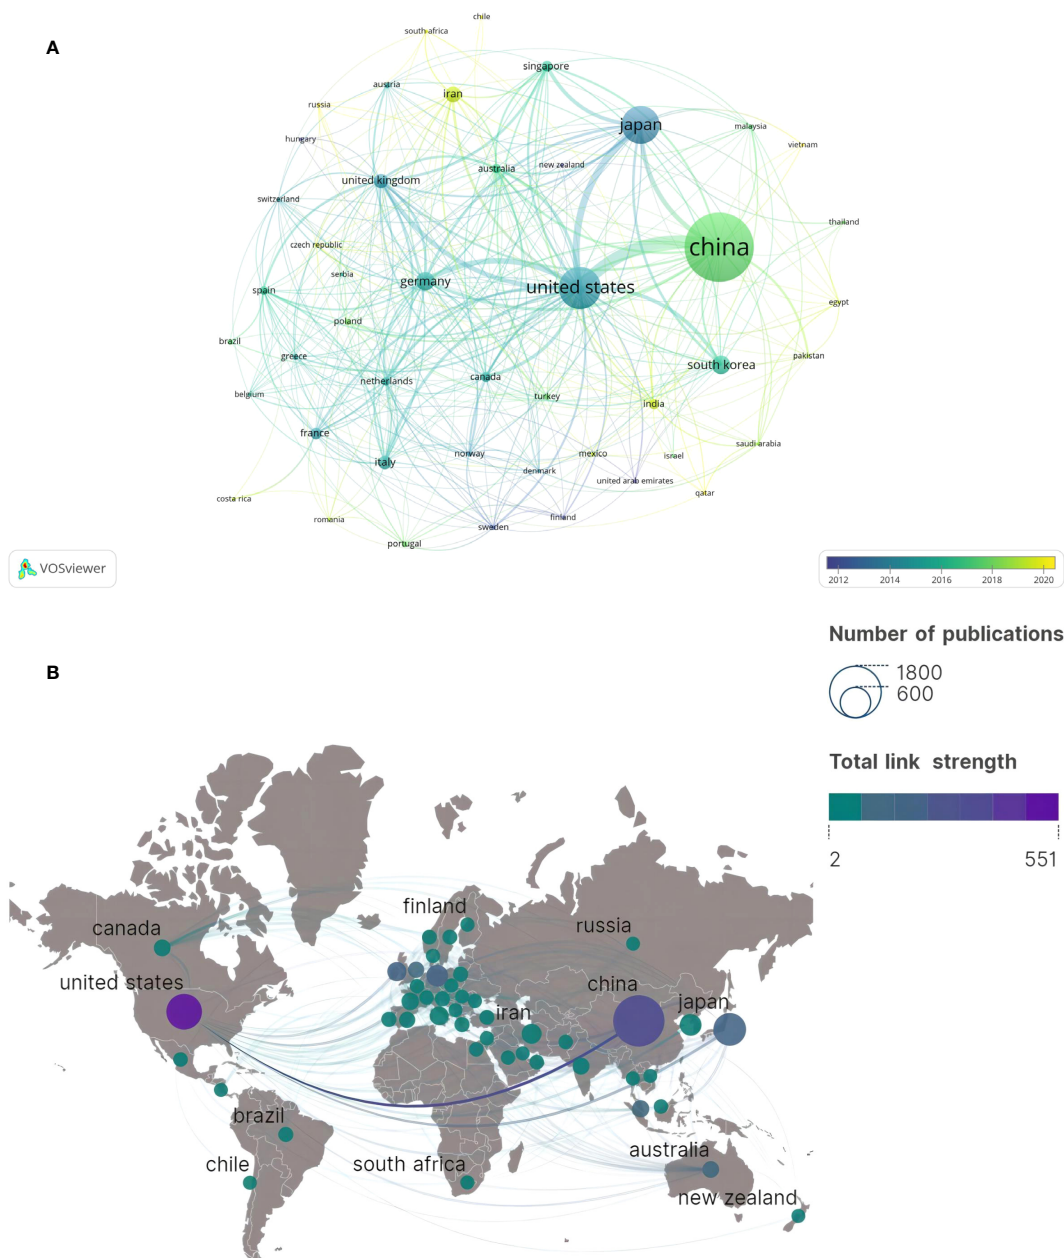 A
chile
south africa
singapore
austria
iran
russia
japan
malaysia
hungary
vietnam
new zealand
australia
united kingdom
switzerland
thailand
czech republic
china
serbia
germany
united states
spain
egypt
poland
brazil
greece
pakistan
south korea
netherlands
canada
belgium
turkey
india
france
saudi arabia
norway
mexico
israel
italy
denmark
united arab emirates
qatar
costa rica
finland
romania
sweden
portugal
VOSviewer
2012 2014 2016 2018 2020
Number of publications
1800
600
B
Total link strength
2 551
finland
canada
russia
united states
china
japan
iran
brazil
australia
chile
south africa
new zealand